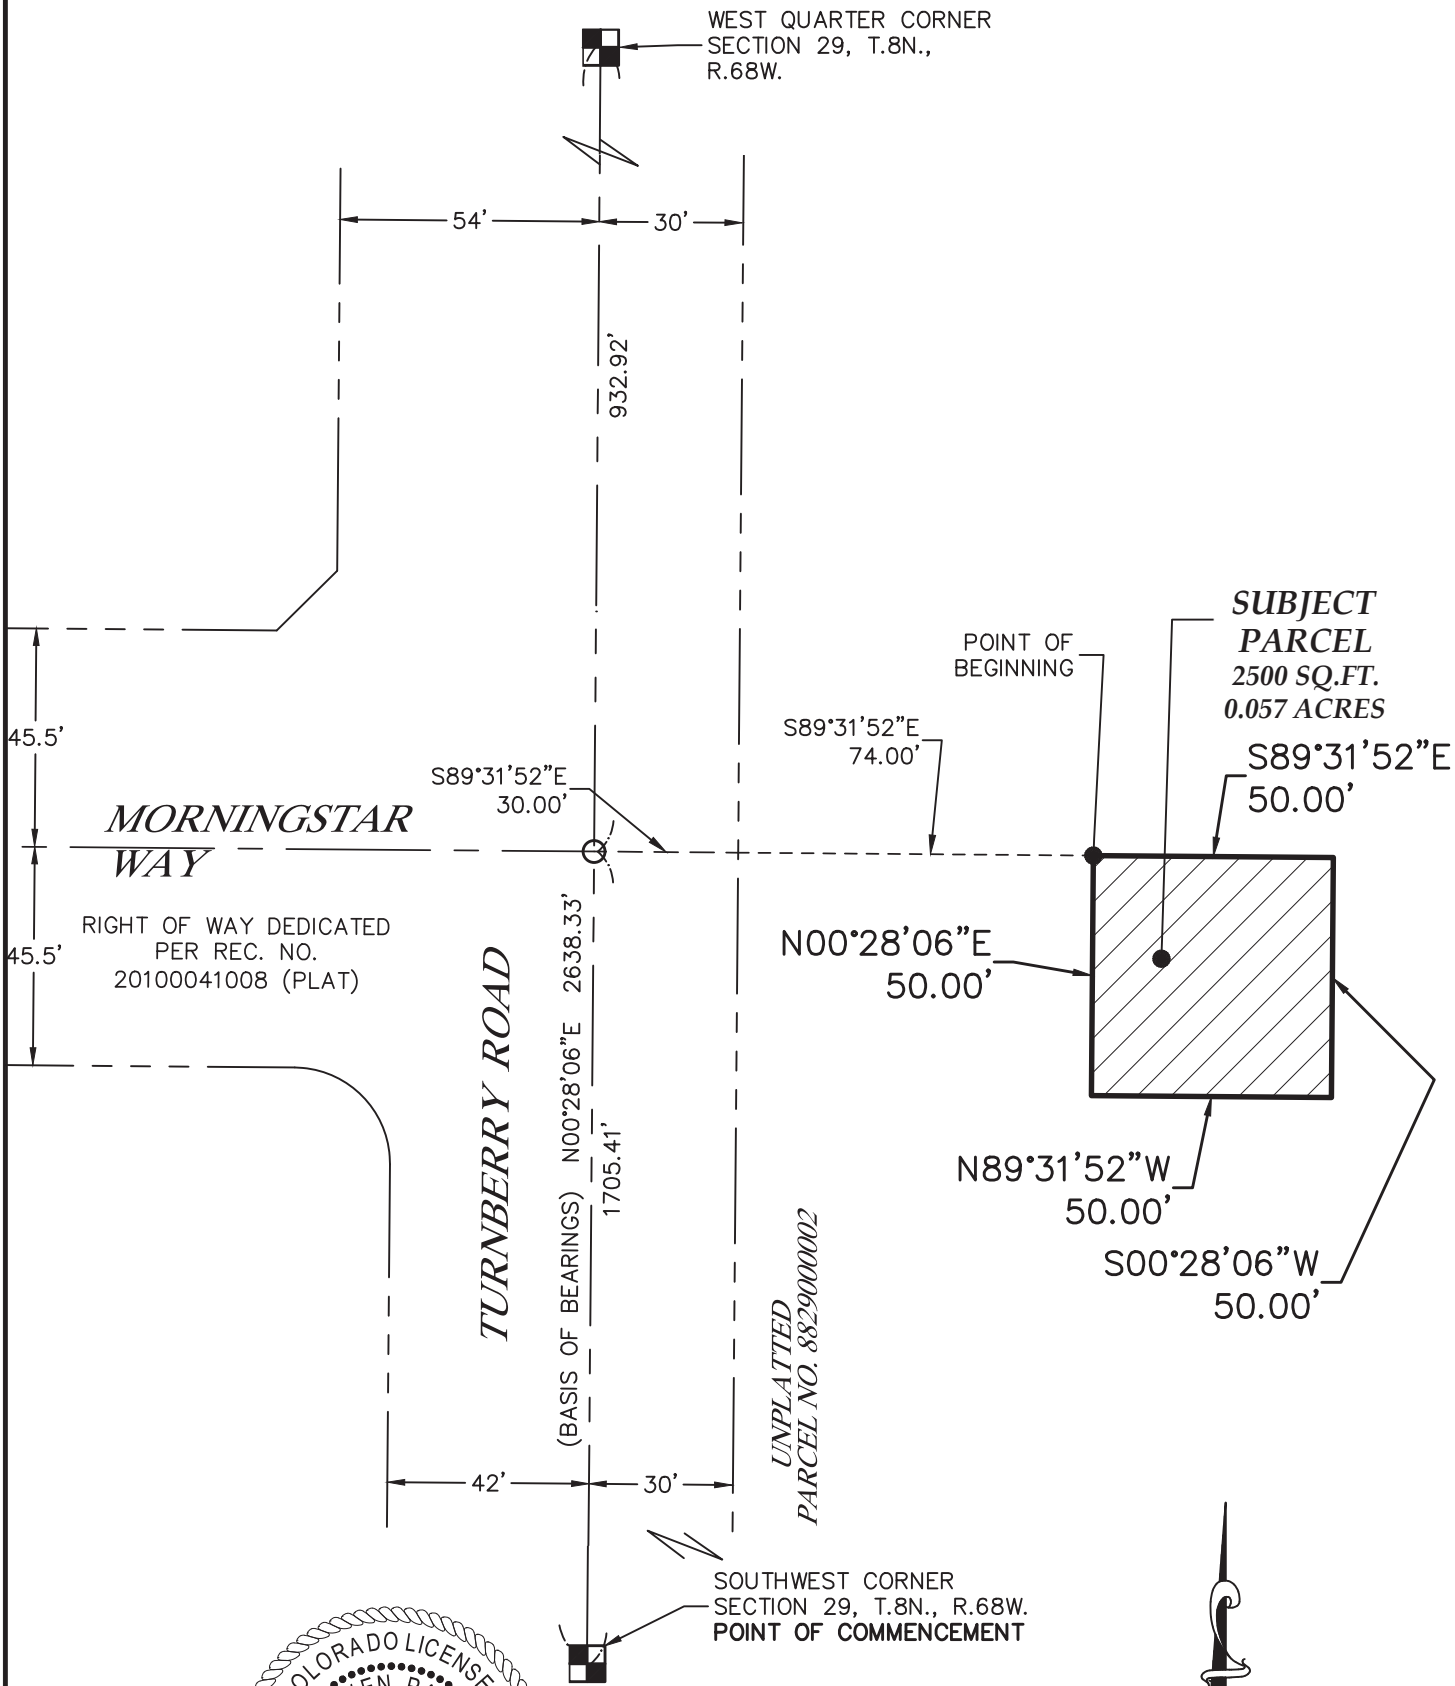 WEST QUARTER CORNER
SECTION 29, T.8N.,
R.68W.
54'
30'
932.92'
SUBJECT
PARCEL
2500 SQ.FT.
0.057 ACRES
POINT OF
BEGINNING
S89°31'52"E
74.00'
S89°31'52"E
50.00'
45.5'
S89°31'52"E
30.00'
MORNINGSTAR
WAY
RIGHT OF WAY DEDICATED
PER REC. NO.
20100041008 (PLAT)
45.5'
N00°28'06"E
50.00'
TURNBERRY ROAD
(BASIS OF BEARINGS) N00°28'06"E 2638.33'
1705.41'
N89°31'52"W
50.00'
S00°28'06"W
50.00'
UNPLATTED
PARCEL NO. 8829000002
42'
30'
SOUTHWEST CORNER
SECTION 29, T.8N., R.68W.
POINT OF COMMENCEMENT
OLORADO LICENSE